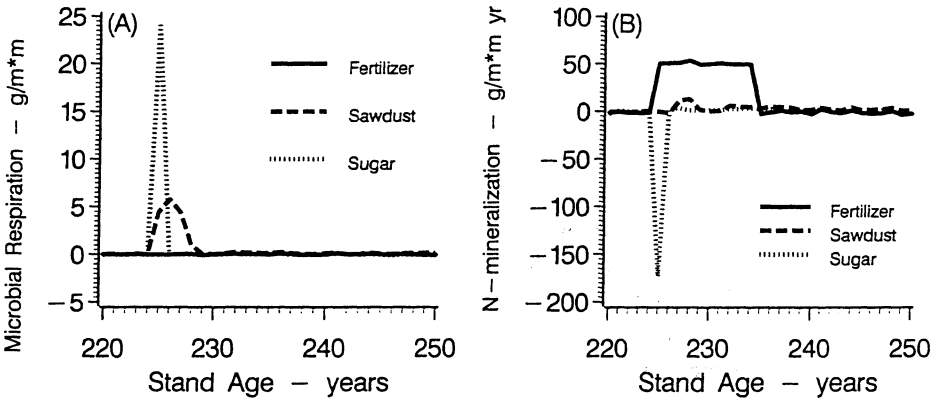 (A)
Microbial Respiration – g/m*m
25
20
15
10
5
0
–5
Fertilizer
Sawdust
Sugar
220
230
240
250
Stand Age – years
(B)
N–mineralization – g/m*m yr
100
50
0
–50
–100
–150
–200
Fertilizer
Sawdust
Sugar
220
230
240
250
Stand Age – years